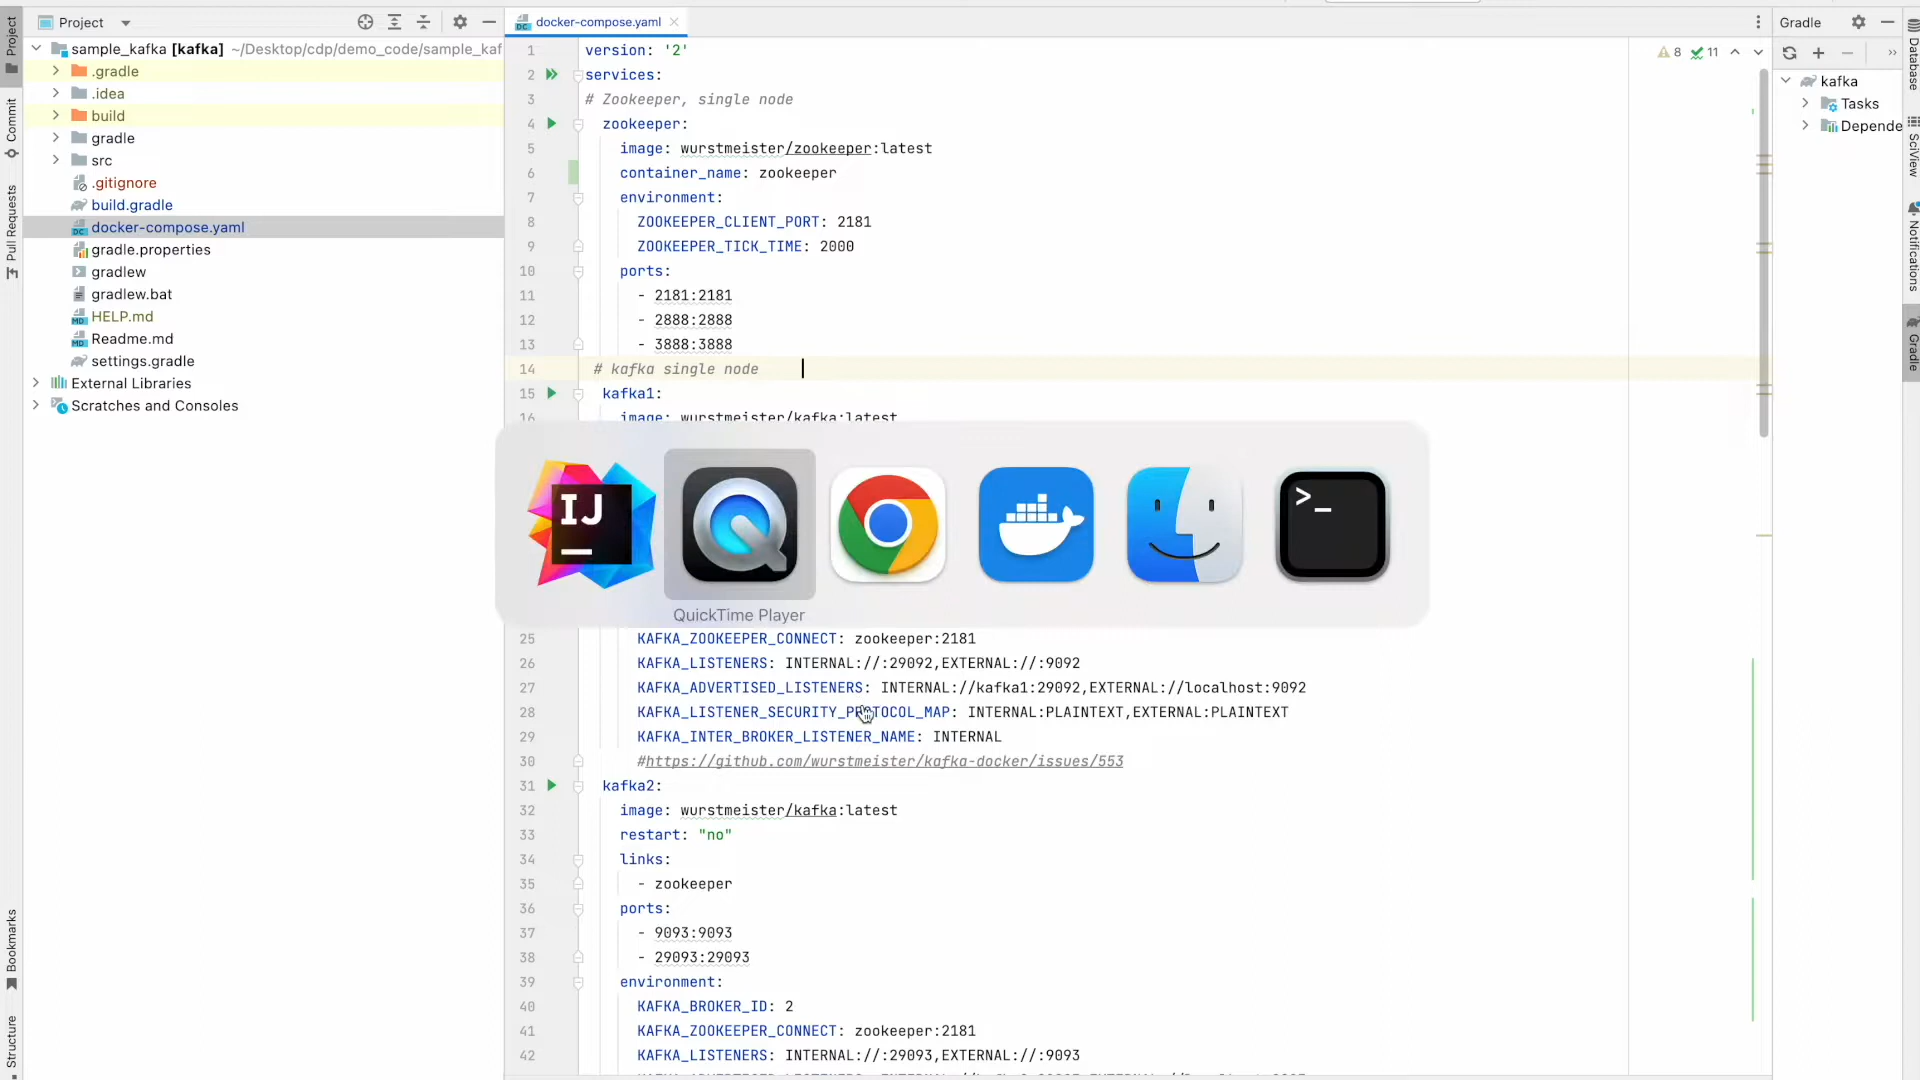 Project
docker-compose.yaml
Gradle
sample_kafka [kafka] ~/Desktop/cdp/demo_code/sample_kaf
.gradle
.idea
build
gradle
src
.gitignore
build.gradle
docker-compose.yaml
gradle.properties
gradlew
gradlew.bat
HELP.md
Readme.md
settings.gradle
External Libraries
Scratches and Consoles
Project
Commit
Pull Requests
Bookmarks
Structure
1 version: '2'
2 services:
3 # Zookeeper, single node
4 zookeeper:
5 image: wurstmeister/zookeeper:latest
6 container_name: zookeeper
7 environment:
8 ZOOKEEPER_CLIENT_PORT: 2181
9 ZOOKEEPER_TICK_TIME: 2000
10 ports:
11 - 2181:2181
12 - 2888:2888
13 - 3888:3888
14 # kafka single node
15 kafka1:
16 image: wurstmeister/kafka:latest
IJ
>_
QuickTime Player
25 KAFKA_ZOOKEEPER_CONNECT: zookeeper:2181
26 KAFKA_LISTENERS: INTERNAL://:29092,EXTERNAL://:9092
27 KAFKA_ADVERTISED_LISTENERS: INTERNAL://kafka1:29092,EXTERNAL://localhost:9092
28 KAFKA_LISTENER_SECURITY_PROTOCOL_MAP: INTERNAL:PLAINTEXT,EXTERNAL:PLAINTEXT
29 KAFKA_INTER_BROKER_LISTENER_NAME: INTERNAL
30 #https://github.com/wurstmeister/kafka-docker/issues/553
31 kafka2:
32 image: wurstmeister/kafka:latest
33 restart: "no"
34 links:
35 - zookeeper
36 ports:
37 - 9093:9093
38 - 29093:29093
39 environment:
40 KAFKA_BROKER_ID: 2
41 KAFKA_ZOOKEEPER_CONNECT: zookeeper:2181
42 KAFKA_LISTENERS: INTERNAL://:29093,EXTERNAL://:9093
8 11
kafka
Tasks
Depende
Database
SciView
Notifications
Gradle